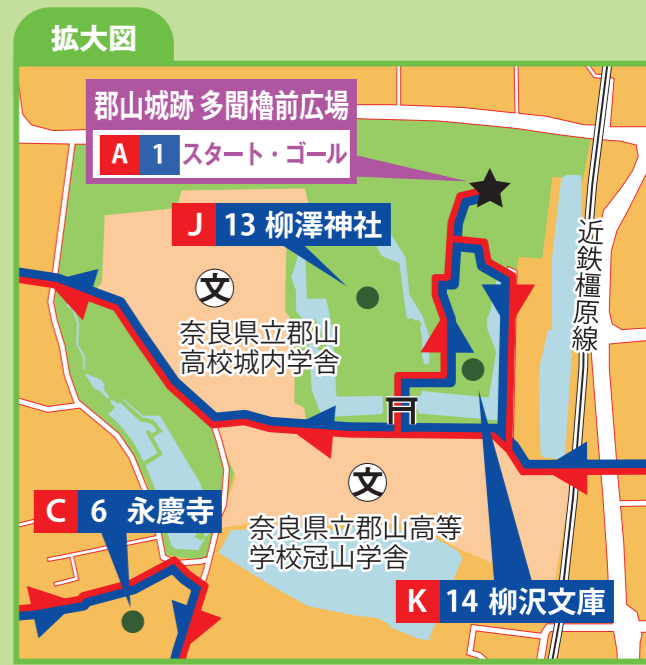 拡大図
郡山城跡 多聞櫓前広場
A 1 スタート・ゴール
J 13 柳澤神社
近鉄橿原線
文
奈良県立郡山
高校城内学舎
文
奈良県立郡山高等
学校冠山学舎
C 6 永慶寺
K 14 柳沢文庫